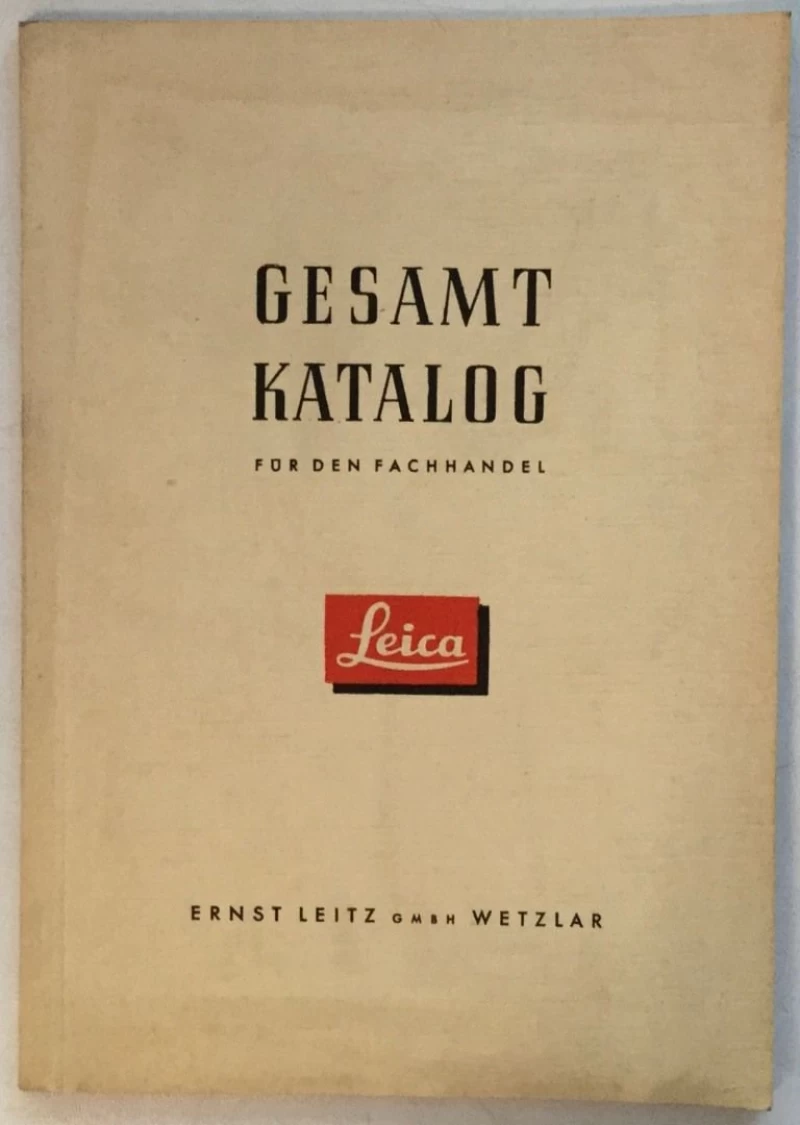 GESAMT
KATALOG
FÜR DEN FACHHANDEL
Leica
ERNST LEITZ GMBH WETZLAR